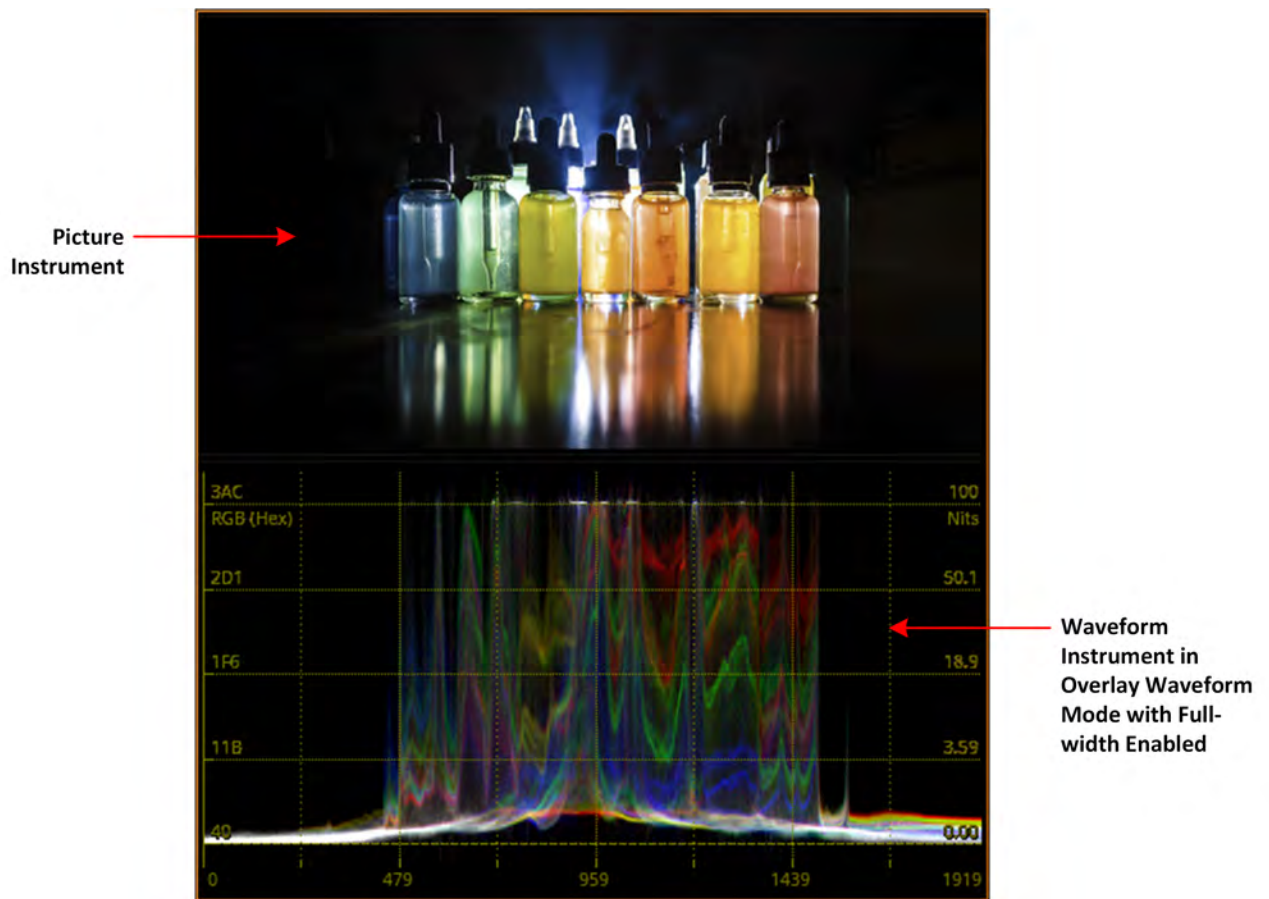 Picture
Instrument
3AC
100
RGB (Hex)
Nits
2D1
50.1
1F6
18.9
11B
3.59
40
0.00
0
479
959
1439
1919
Waveform
Instrument in
Overlay Waveform
Mode with Full-
width Enabled